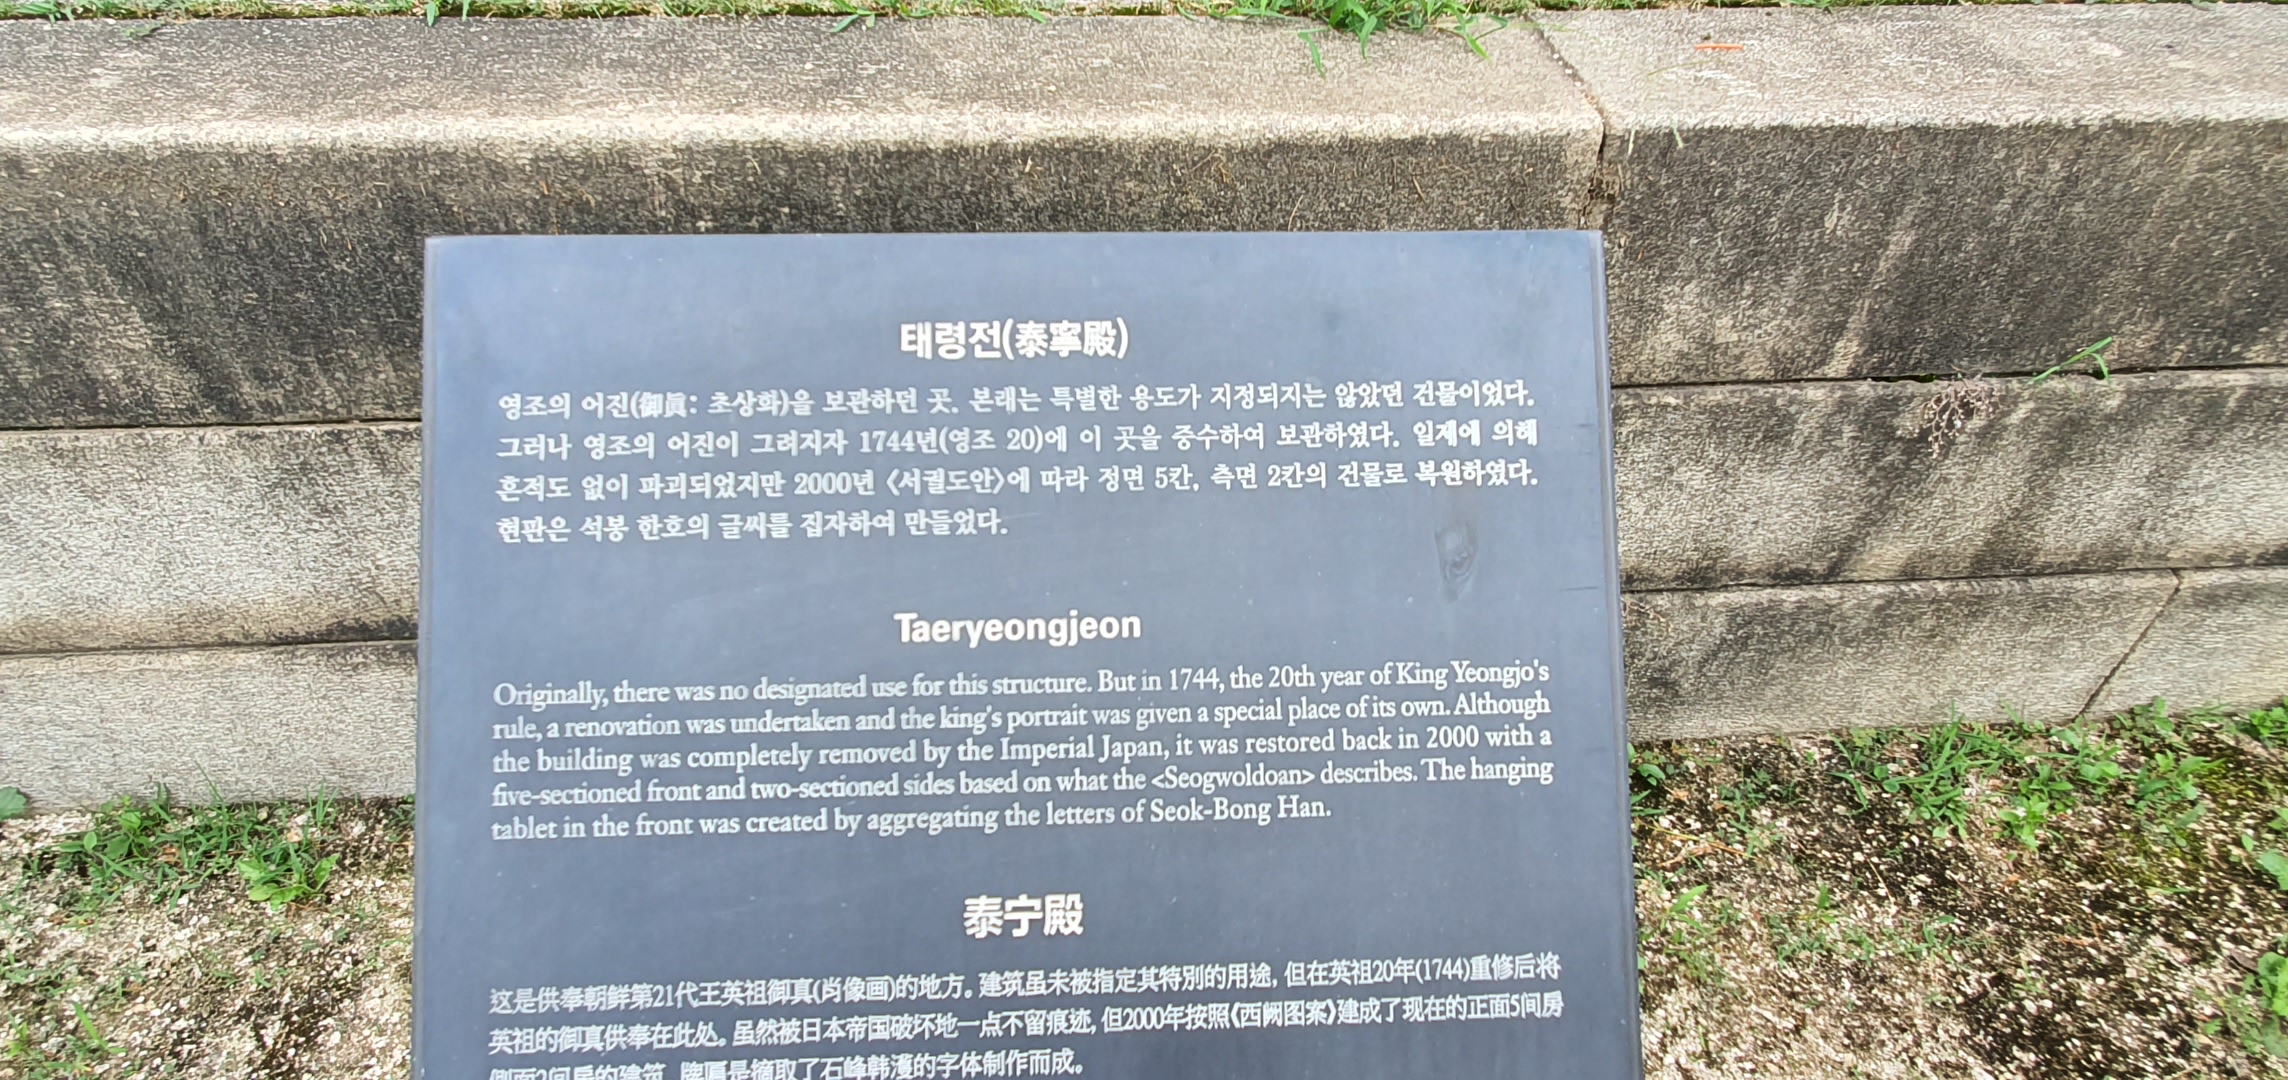 태령전(泰寧殿)
영조의 어진(御眞: 초상화)을 보관하던 곳. 본래는 특별한 용도가 지정되지는 않았던 건물이었다.
그러나 영조의 어진이 그려지자 1744년(영조 20)에 이 곳을 중수하여 보관하였다. 일제에 의해
흔적도 없이 파괴되었지만 2000년 〈서궐도안〉에 따라 정면 5칸, 측면 2칸의 건물로 복원하였다.
현판은 석봉 한호의 글씨를 집자하여 만들었다.
Taeryeongjeon
Originally, there was no designated use for this structure. But in 1744, the 20th year of King Yeongjo's
rule, a renovation was undertaken and the king's portrait was given a special place of its own. Although
the building was completely removed by the Imperial Japan, it was restored back in 2000 with a
five-sectioned front and two-sectioned sides based on what the <Seogwoldoan> describes. The hanging
tablet in the front was created by aggregating the letters of Seok-Bong Han.
泰宁殿
这是供奉朝鲜第21代王英祖御真(肖像画)的地方。建筑虽未被指定其特别的用途, 但在英祖20年(1744)重修后将
英祖的御真供奉在此处。虽然被日本帝国破坏地一点不留痕迹, 但2000年按照《西阙图案》建成了现在的正面5间房
侧面2间房的建筑。牌匾是摘取了石峰韩濩的字体制作而成。